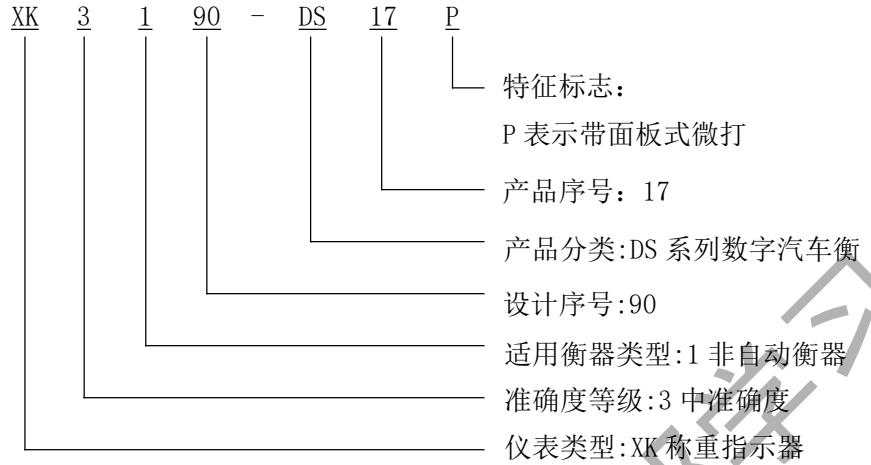 XK 3 1 90 - DS 17 P
特征标志：
P 表示带面板式微打
产品序号：17
产品分类:DS 系列数字汽车衡
设计序号:90
适用衡器类型:1 非自动衡器
准确度等级:3 中准确度
仪表类型:XK 称重指示器
学习